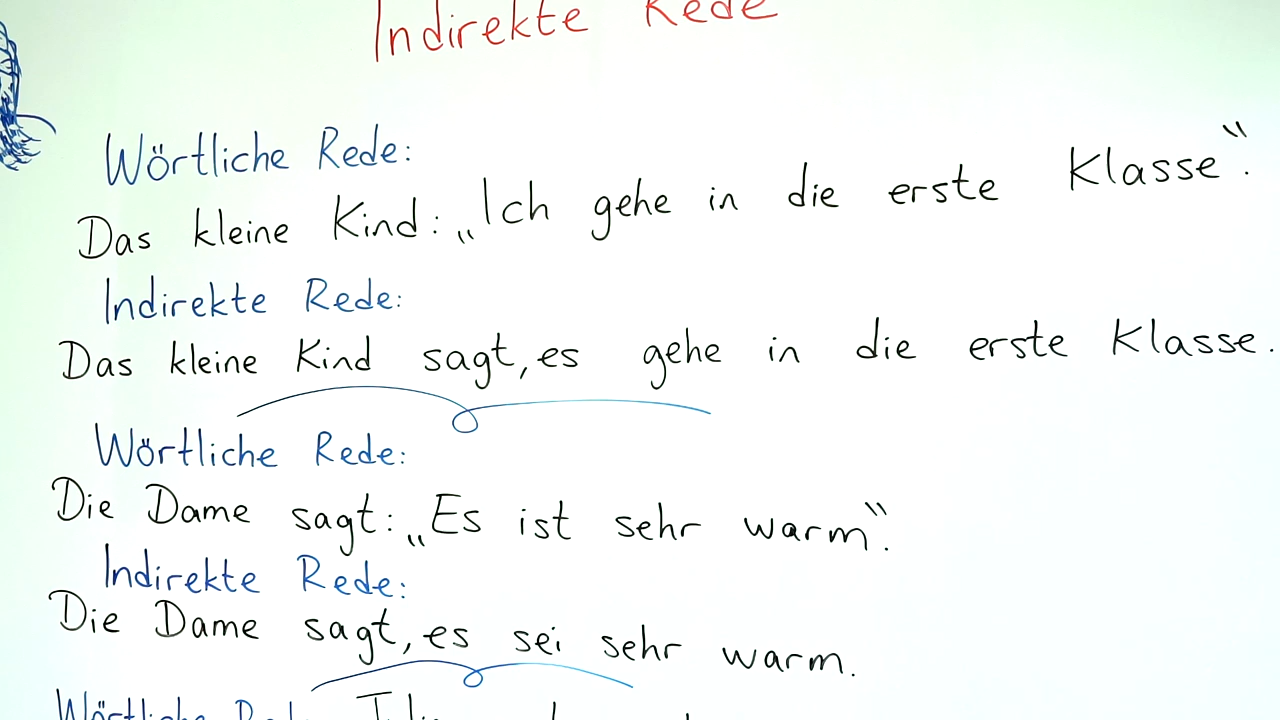 Indirekte Rede
Wörtliche Rede:
Das kleine Kind: „Ich gehe in die erste Klasse“.
Indirekte Rede:
Das kleine Kind sagt, es gehe in die erste Klasse.
Wörtliche Rede:
Die Dame sagt: „Es ist sehr warm“.
Indirekte Rede:
Die Dame sagt, es sei sehr warm.
Wörtliche